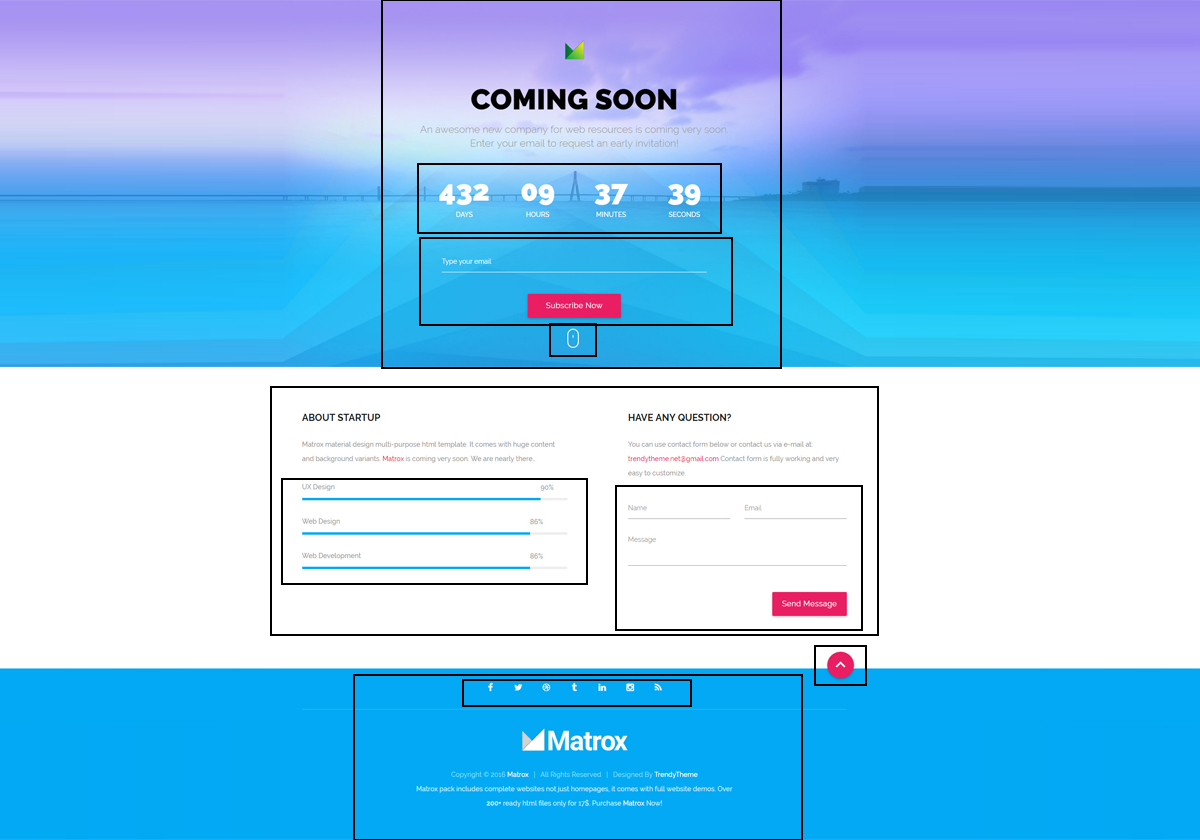 COMING SOON
An awesome new company for web resources is coming very soon.
Enter your email to request an early invitation!
432 09 37 39
DAYS HOURS MINUTES SECONDS
Type your email
Subscribe Now
ABOUT STARTUP
Matrox material design multi-purpose html template. It comes with huge content
and background variants. Matrox is coming very soon. We are nearly there..
UX Design 90%
Web Design 86%
Web Development 86%
HAVE ANY QUESTION?
You can use contact form below or contact us via e-mail at:
trendytheme.net@gmail.com Contact form is fully working and very
easy to customize.
Name Email
Message
Send Message
Matrox
Copyright © 2016 Matrox | All Rights Reserved | Designed By TrendyTheme
Matrox pack includes complete websites not just homepages, it comes with full website demos. Over
200+ ready html files only for 17$. Purchase Matrox Now!